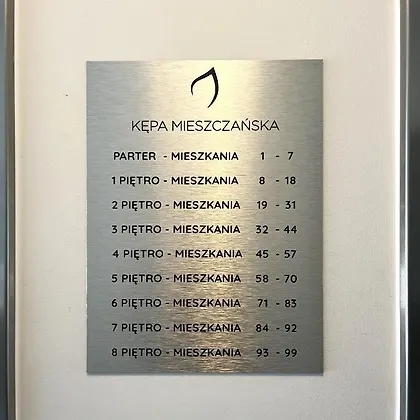 KĘPA MIESZCZAŃSKA
PARTER - MIESZKANIA 1 - 7
1 PIĘTRO - MIESZKANIA 8 - 18
2 PIĘTRO - MIESZKANIA 19 - 31
3 PIĘTRO - MIESZKANIA 32 - 44
4 PIĘTRO - MIESZKANIA 45 - 57
5 PIĘTRO - MIESZKANIA 58 - 70
6 PIĘTRO - MIESZKANIA 71 - 83
7 PIĘTRO - MIESZKANIA 84 - 92
8 PIĘTRO - MIESZKANIA 93 - 99